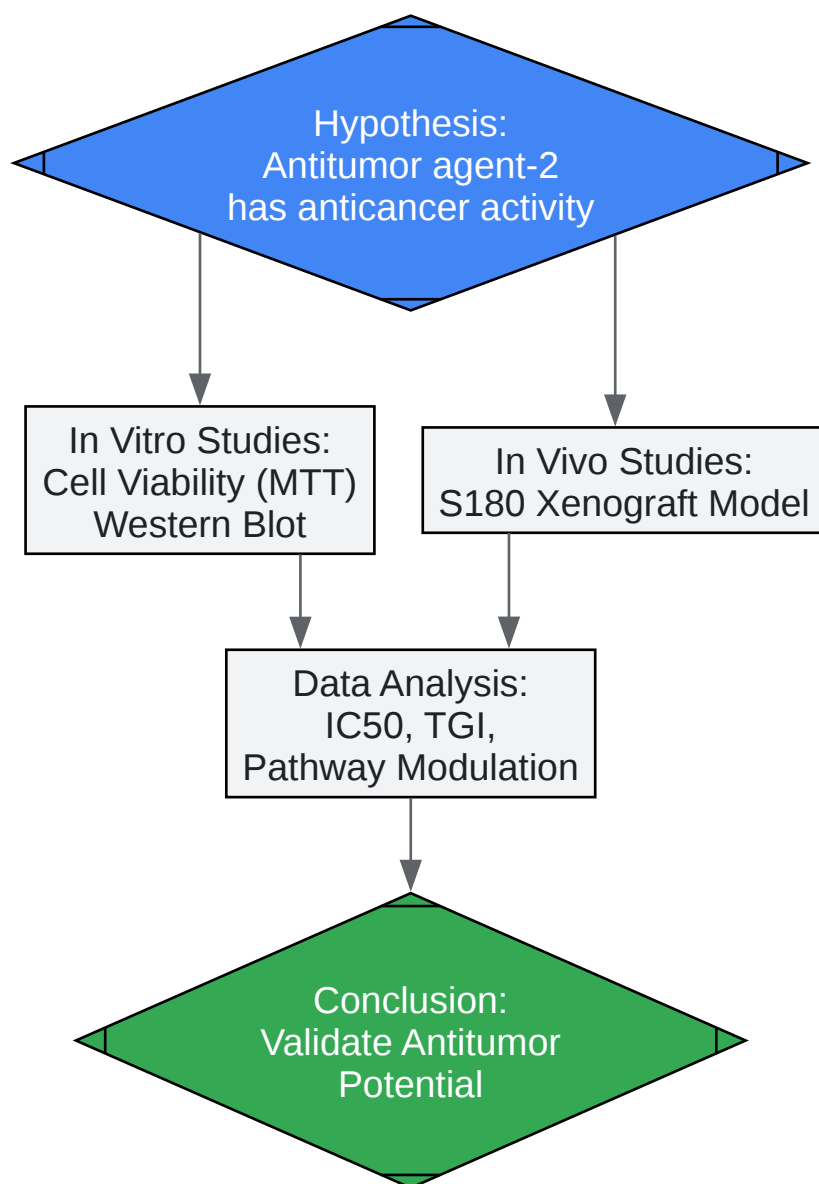 Hypothesis:
Antitumor agent-2
has anticancer activity
In Vitro Studies:
Cell Viability (MTT)
Western Blot
In Vivo Studies:
S180 Xenograft Model
Data Analysis:
IC50, TGI,
Pathway Modulation
Conclusion:
Validate Antitumor
Potential